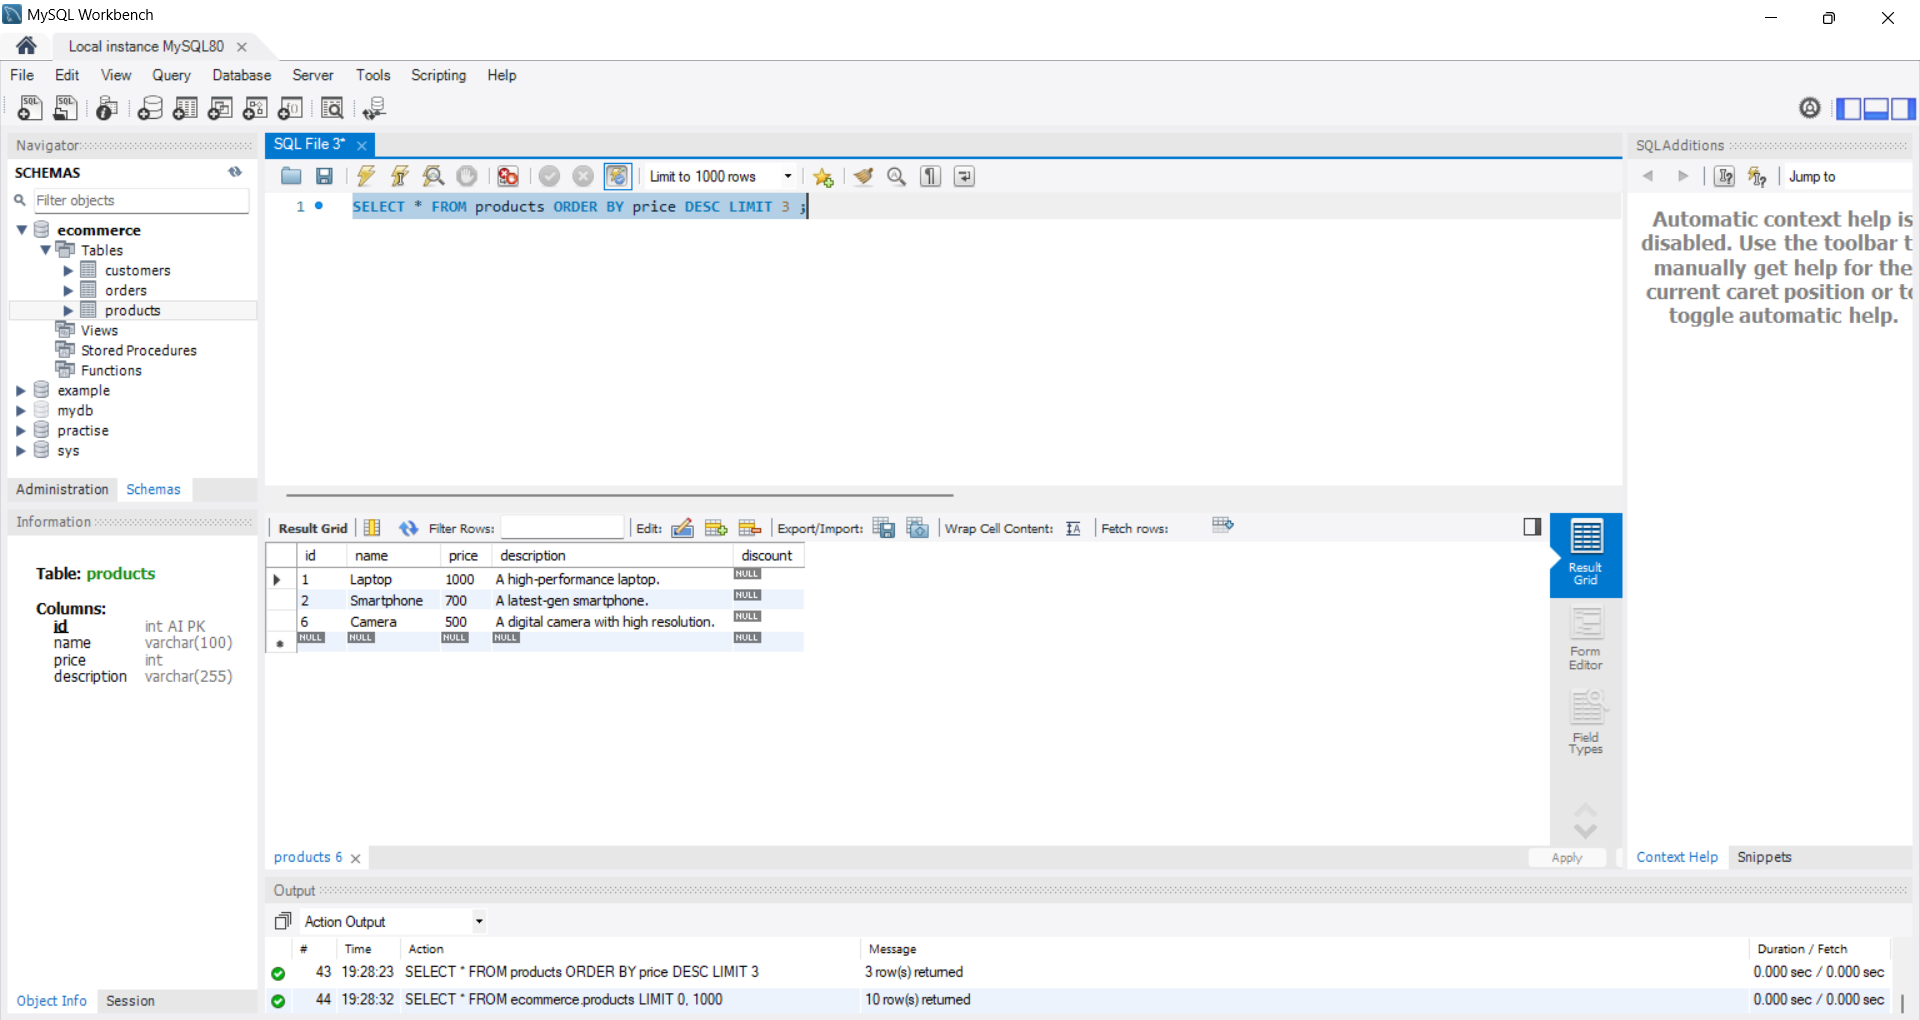 MySQL Workbench
Local instance MySQL80
File Edit View Query Database Server Tools Scripting Help
Navigator
SCHEMAS
Filter objects
ecommerce
Tables
customers
orders
products
Views
Stored Procedures
Functions
example
mydb
practise
sys
Administration Schemas
Information
Table: products
Columns:
id int AI PK
name varchar(100)
price int
description varchar(255)
Object Info Session
SQL File 3*
Limit to 1000 rows
1 SELECT * FROM products ORDER BY price DESC LIMIT 3 ;
Result Grid Filter Rows: Edit: Export/Import: Wrap Cell Content: Fetch rows:
id name price description discount
1 Laptop 1000 A high-performance laptop. NULL
2 Smartphone 700 A latest-gen smartphone. NULL
6 Camera 500 A digital camera with high resolution. NULL
NULL NULL NULL NULL NULL
Result
Grid
Form
Editor
Field
Types
products 6
Apply
Output
Action Output
# Time Action Message Duration / Fetch
43 19:28:23 SELECT * FROM products ORDER BY price DESC LIMIT 3 3 row(s) returned 0.000 sec / 0.000 sec
44 19:28:32 SELECT * FROM ecommerce.products LIMIT 0, 1000 10 row(s) returned 0.000 sec / 0.000 sec
SQLAdditions
Jump to
Automatic context help is
disabled. Use the toolbar t
manually get help for the
current caret position or to
toggle automatic help.
Context Help Snippets